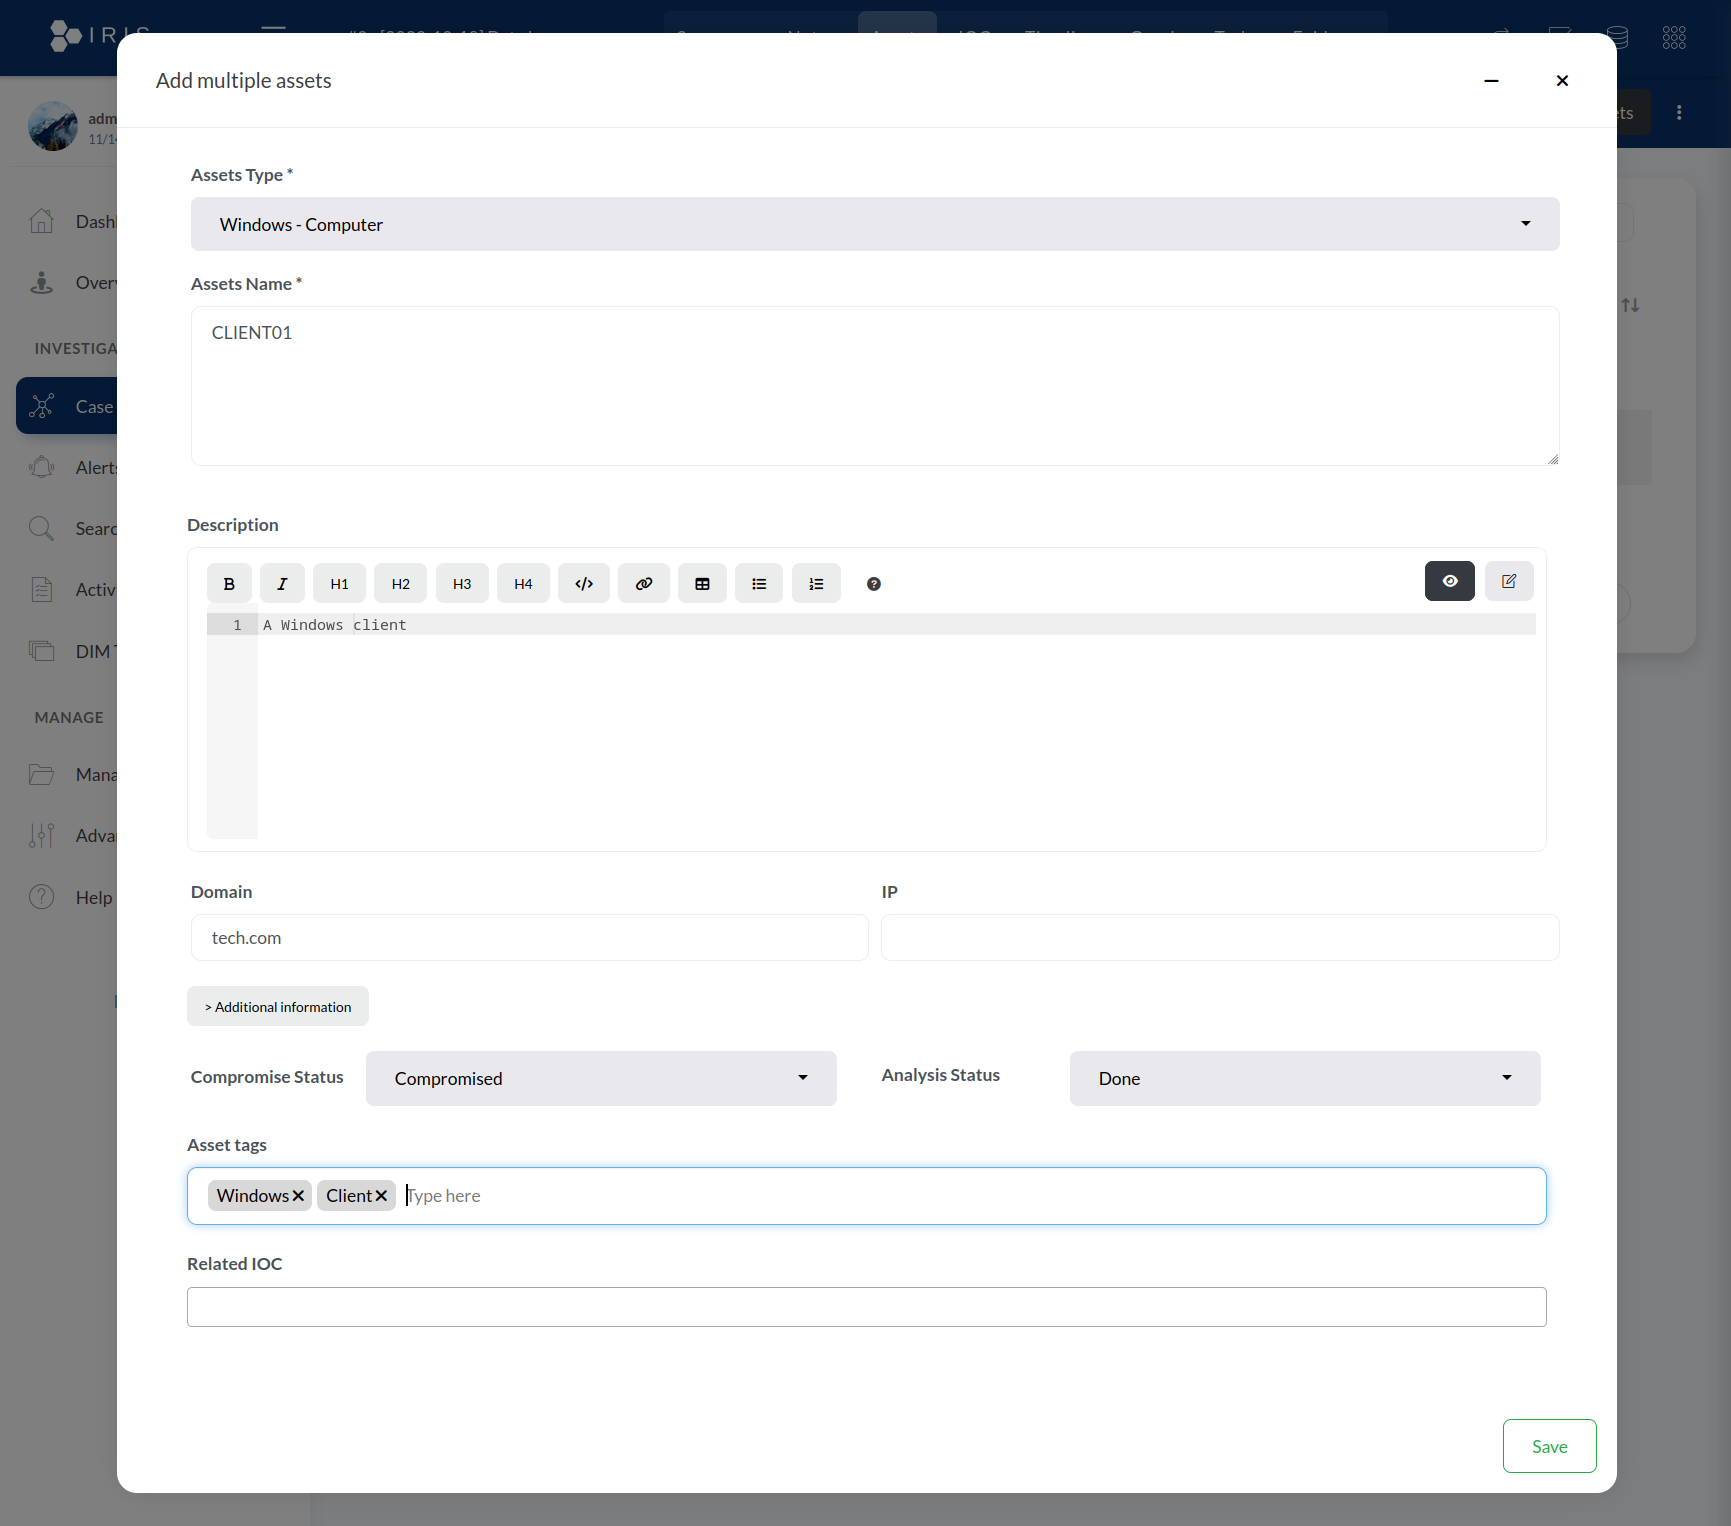 IRIS
Add multiple assets
adm
11/14
Assets Type *
Windows - Computer
Assets Name *
CLIENT01
Dash
Over
INVESTIGA
Case
Alerts
Searc
Activ
DIM T
MANAGE
Mana
Adva
Help
Description
B I H1 H2 H3 H4
1 A Windows client
Domain
IP
tech.com
> Additional information
Compromise Status
Compromised
Analysis Status
Done
Asset tags
Windows Client Type here
Related IOC
Save